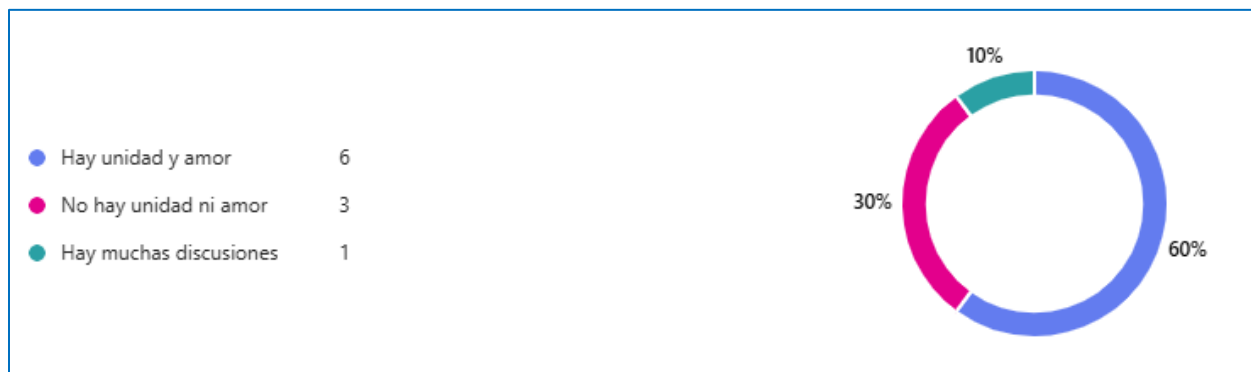 Hay unidad y amor 6
No hay unidad ni amor 3
Hay muchas discusiones 1
10%
30%
60%